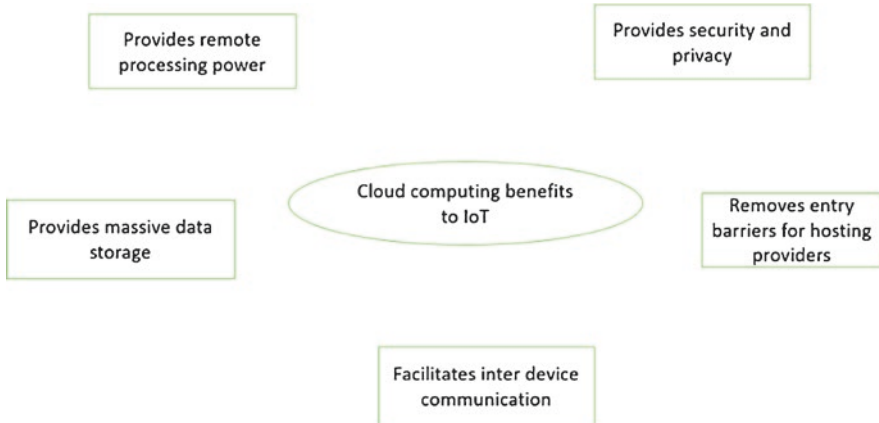 Provides remote
processing power
Provides security and
privacy
Cloud computing benefits
to IoT
Provides massive data
storage
Removes entry
barriers for hosting
providers
Facilitates inter device
communication